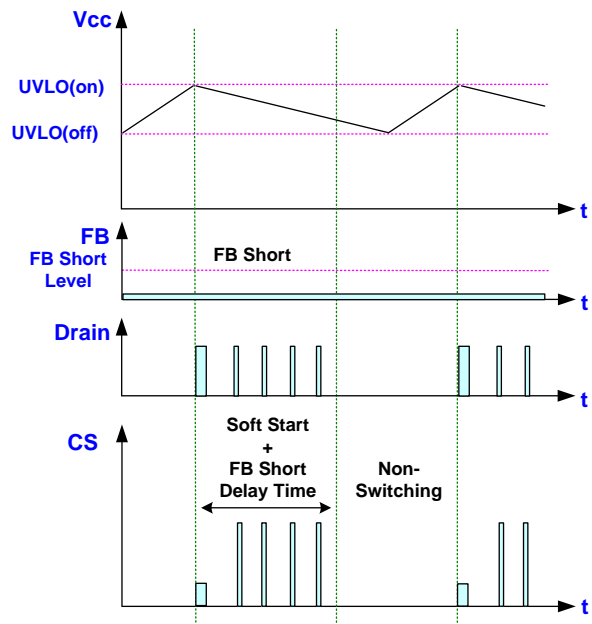 Vcc
UVLO(on)
UVLO(off)
t
FB
FB Short
Level
FB Short
t
Drain
t
CS
Soft Start
+
FB Short
Delay Time
Non-
Switching
t